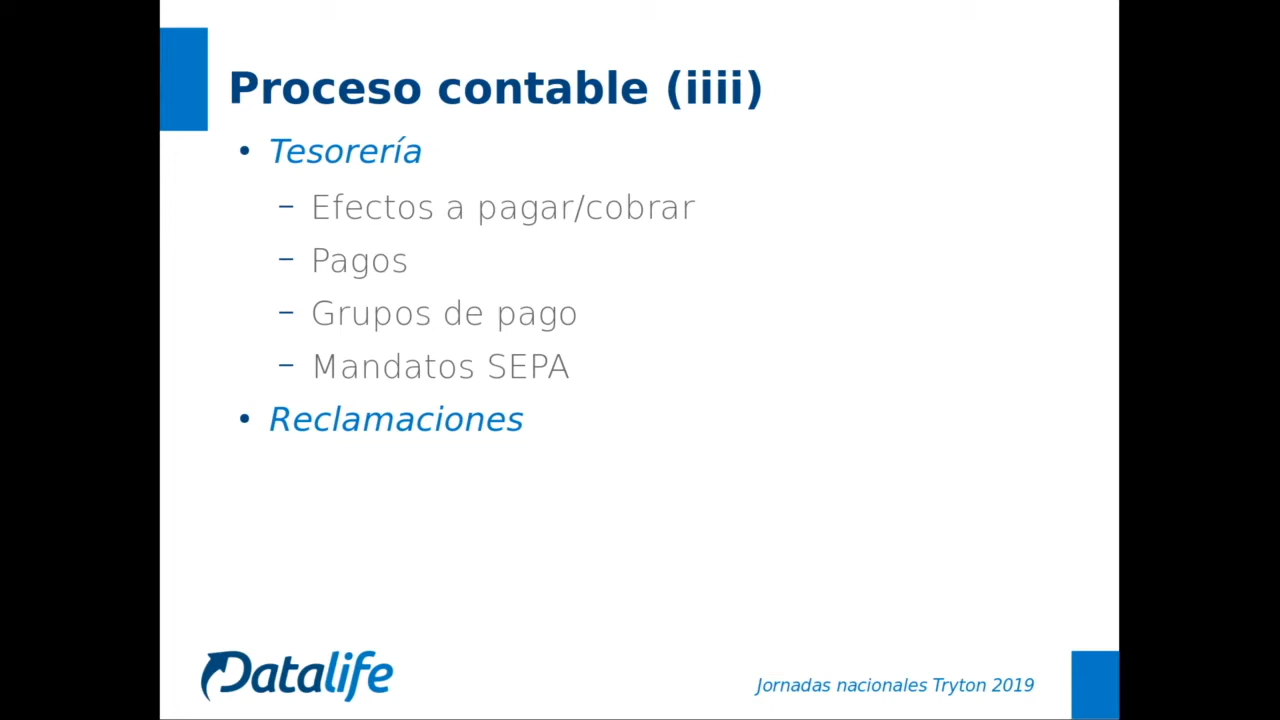 Proceso contable (iiii)
• Tesorería
– Efectos a pagar/cobrar
– Pagos
– Grupos de pago
– Mandatos SEPA
• Reclamaciones
Datalife
Jornadas nacionales Tryton 2019